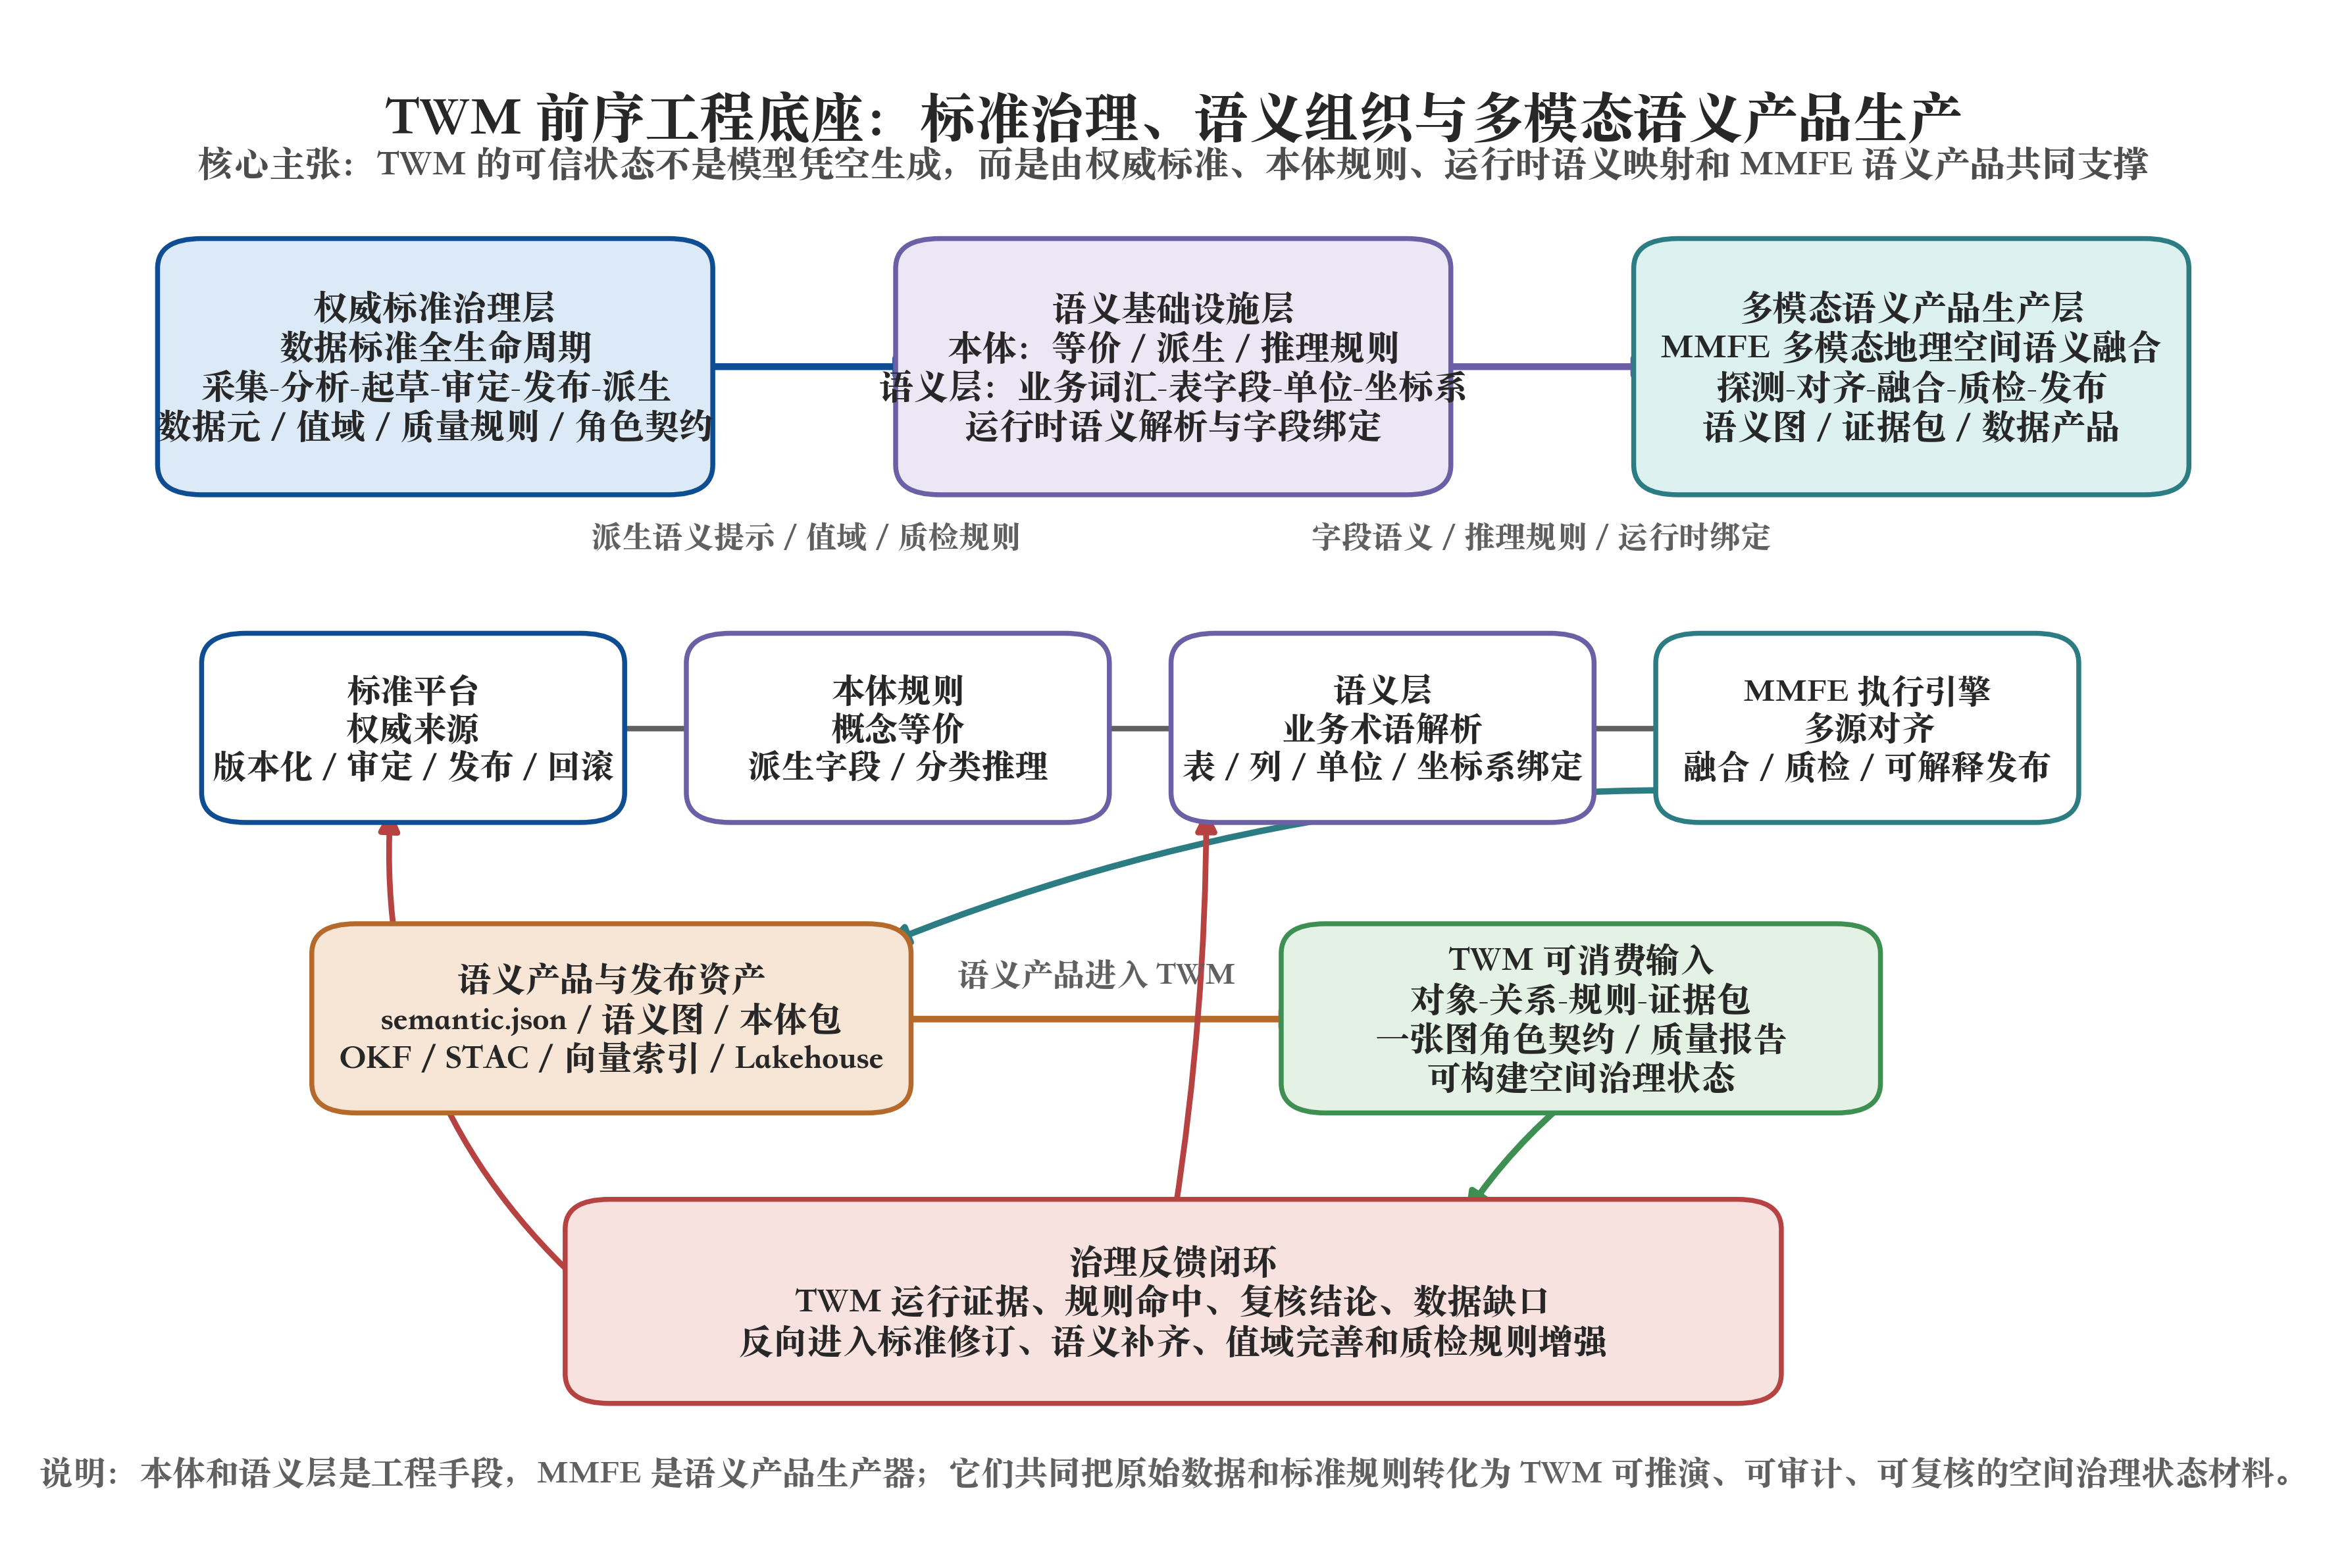 TWM 前序工程底座：标准治理、语义组织与多模态语义产品生产
核心主张：TWM 的可信状态不是模型凭空生成，而是由权威标准、本体规则、运行时语义映射和 MMFE 语义产品共同支撑
权威标准治理层
数据标准全生命周期
采集-分析-起草-审定-发布-派生
数据元 / 值域 / 质量规则 / 角色契约
语义基础设施层
本体：等价 / 派生 / 推理规则
语义层：业务词汇-表字段-单位-坐标系
运行时语义解析与字段绑定
多模态语义产品生产层
MMFE 多模态地理空间语义融合
探测-对齐-融合-质检-发布
语义图 / 证据包 / 数据产品
派生语义提示 / 值域 / 质检规则
字段语义 / 推理规则 / 运行时绑定
标准平台
权威来源
版本化 / 审定 / 发布 / 回滚
本体规则
概念等价
派生字段 / 分类推理
语义层
业务术语解析
表 / 列 / 单位 / 坐标系绑定
MMFE 执行引擎
多源对齐
融合 / 质检 / 可解释发布
语义产品与发布资产
semantic.json / 语义图 / 本体包
OKF / STAC / 向量索引 / Lakehouse
语义产品进入 TWM
TWM 可消费输入
对象-关系-规则-证据包
一张图角色契约 / 质量报告
可构建空间治理状态
治理反馈闭环
TWM 运行证据、规则命中、复核结论、数据缺口
反向进入标准修订、语义补齐、值域完善和质检规则增强
说明：本体和语义层是工程手段，MMFE 是语义产品生产器；它们共同把原始数据和标准规则转化为 TWM 可推演、可审计、可复核的空间治理状态材料。